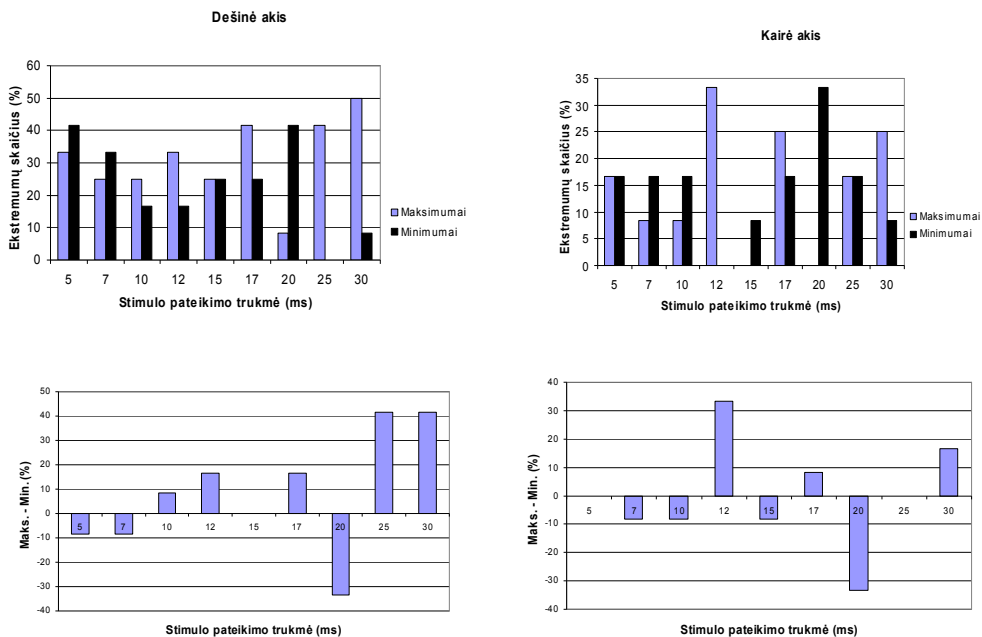 Dešinė akis
Ekstremumų skaičius (%)
60
50
40
30
20
10
0
5 7 10 12 15 17 20 25 30
Stimulo pateikimo trukmė (ms)
Maksimumai
Minimumai
Kairė akis
Ekstremumų skaičius (%)
35
30
25
20
15
10
5
0
5 7 10 12 15 17 20 25 30
Stimulo pateikimo trukmė (ms)
Maksimumai
Minimumai
Maks. - Min. (%)
50
40
30
20
10
0
-10
-20
-30
-40
5 7 10 12 15 17 20 25 30
Stimulo pateikimo trukmė (ms)
Maks. - Min. (%)
40
30
20
10
0
-10
-20
-30
-40
5 7 10 12 15 17 20 25 30
Stimulo pateikimo trukmė (ms)